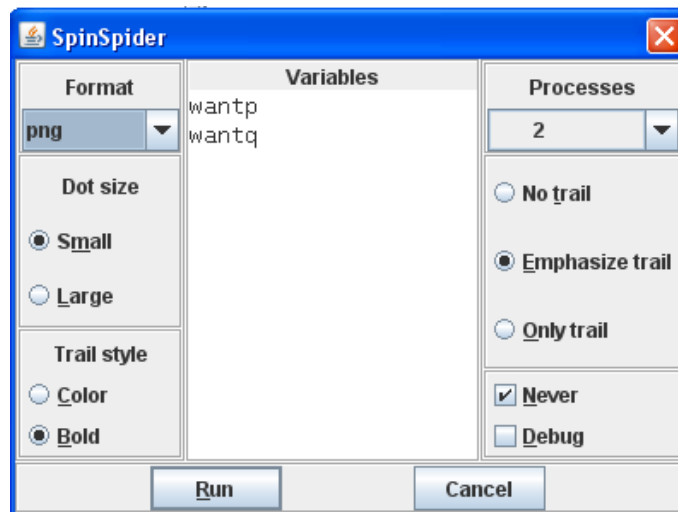 SpinSpider
Format
png
Dot size
Small
Large
Trail style
Color
Bold
Variables
wantp
wantq
Processes
2
No trail
Emphasize trail
Only trail
Never
Debug
Run
Cancel